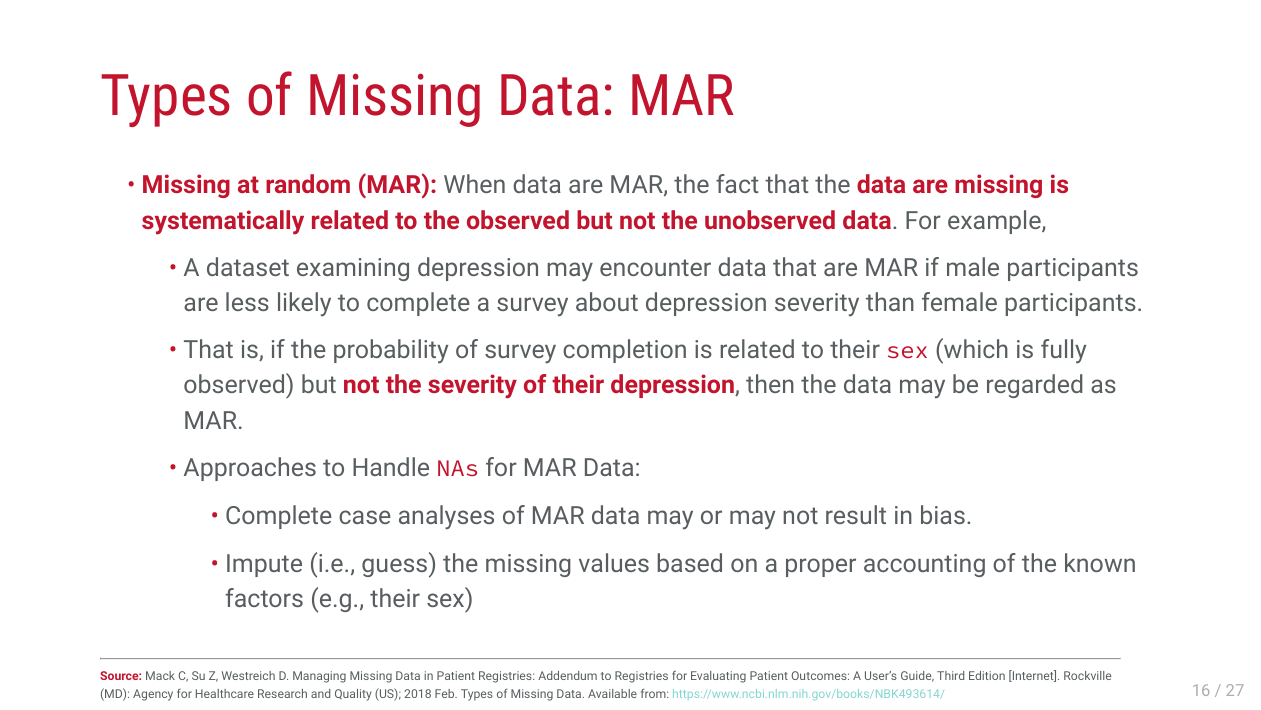 Types of Missing Data: MAR
• Missing at random (MAR): When data are MAR, the fact that the data are missing is
systematically related to the observed but not the unobserved data. For example,
• A dataset examining depression may encounter data that are MAR if male participants
are less likely to complete a survey about depression severity than female participants.
• That is, if the probability of survey completion is related to their sex (which is fully
observed) but not the severity of their depression, then the data may be regarded as
MAR.
• Approaches to Handle NAs for MAR Data:
• Complete case analyses of MAR data may or may not result in bias.
• Impute (i.e., guess) the missing values based on a proper accounting of the known
factors (e.g., their sex)
Source: Mack C, Su Z, Westreich D. Managing Missing Data in Patient Registries: Addendum to Registries for Evaluating Patient Outcomes: A User’s Guide, Third Edition [Internet]. Rockville
(MD): Agency for Healthcare Research and Quality (US); 2018 Feb. Types of Missing Data. Available from: https://www.ncbi.nlm.nih.gov/books/NBK493614/
16 / 27